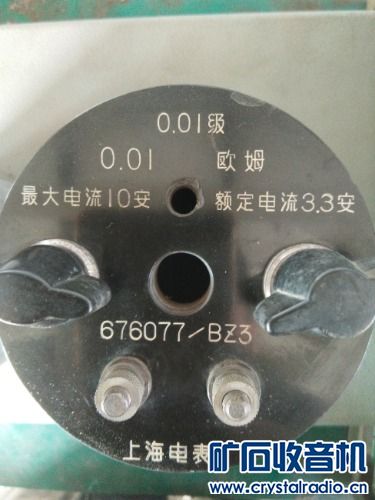 0.01级
0.01 欧姆
最大电流10安 额定电流3.3安
676077/BZ3
上海电表
矿石收音机
www.crystalradio.cn